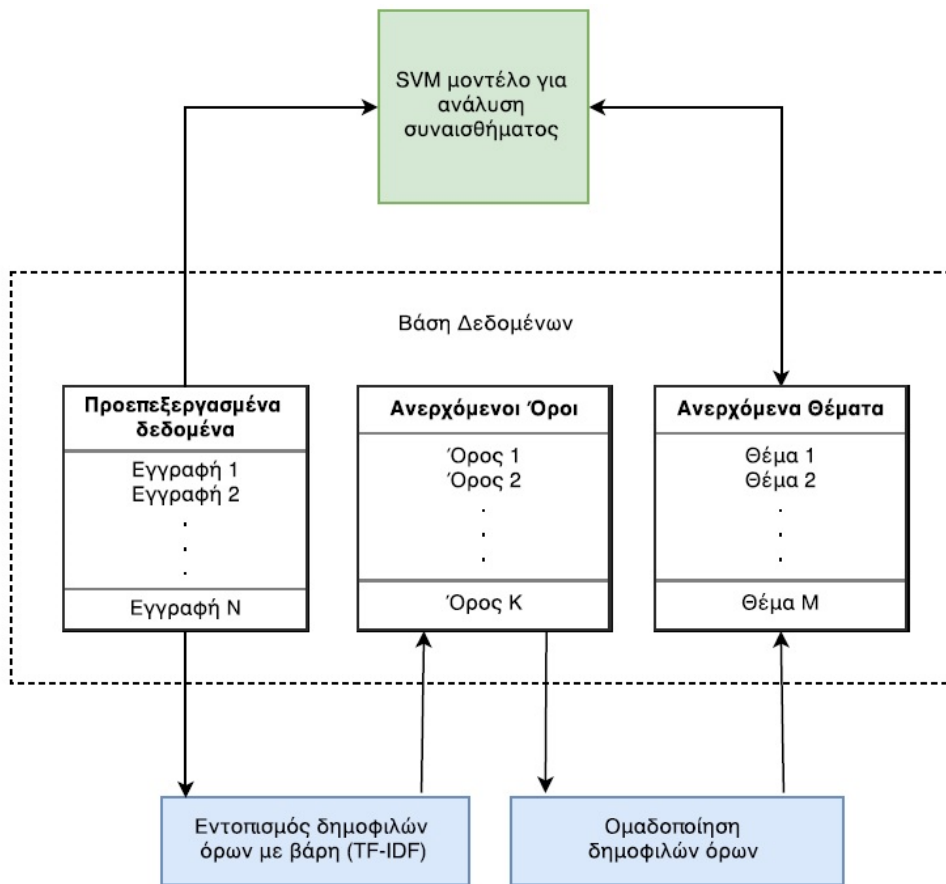 SVM μοντέλο για
ανάλυση
συναισθήματος
Βάση Δεδομένων
Προεπεξεργασμένα
δεδομένα
Εγγραφή 1
Εγγραφή 2
.
.
.
Εγγραφή N
Ανερχόμενοι Όροι
Όρος 1
Όρος 2
.
.
.
Όρος K
Ανερχόμενα Θέματα
Θέμα 1
Θέμα 2
.
.
.
Θέμα M
Εντοπισμός δημοφιλών
όρων με βάρη (TF-IDF)
Ομαδοποίηση
δημοφιλών όρων